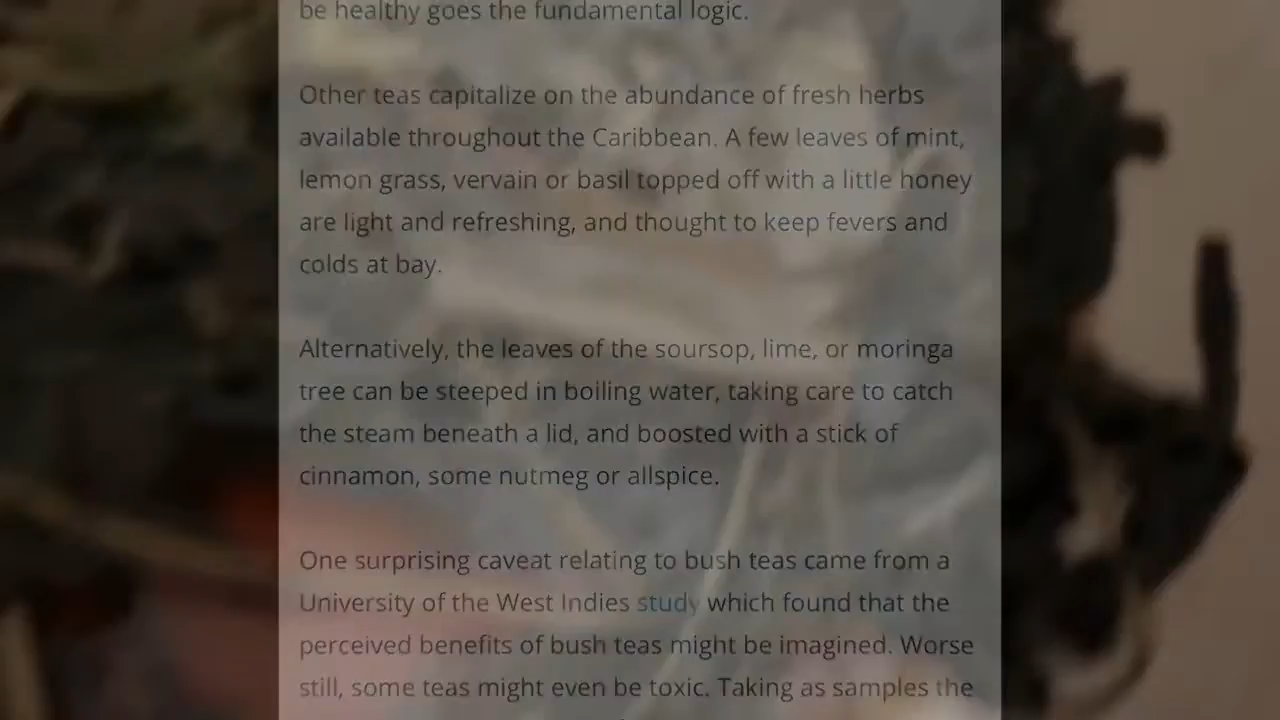 be healthy goes the fundamental logic.
Other teas capitalize on the abundance of fresh herbs
available throughout the Caribbean. A few leaves of mint,
lemon grass, vervain or basil topped off with a little honey
are light and refreshing, and thought to keep fevers and
colds at bay.
Alternatively, the leaves of the soursop, lime, or moringa
tree can be steeped in boiling water, taking care to catch
the steam beneath a lid, and boosted with a stick of
cinnamon, some nutmeg or allspice.
One surprising caveat relating to bush teas came from a
University of the West Indies study which found that the
perceived benefits of bush teas might be imagined. Worse
still, some teas might even be toxic. Taking as samples the